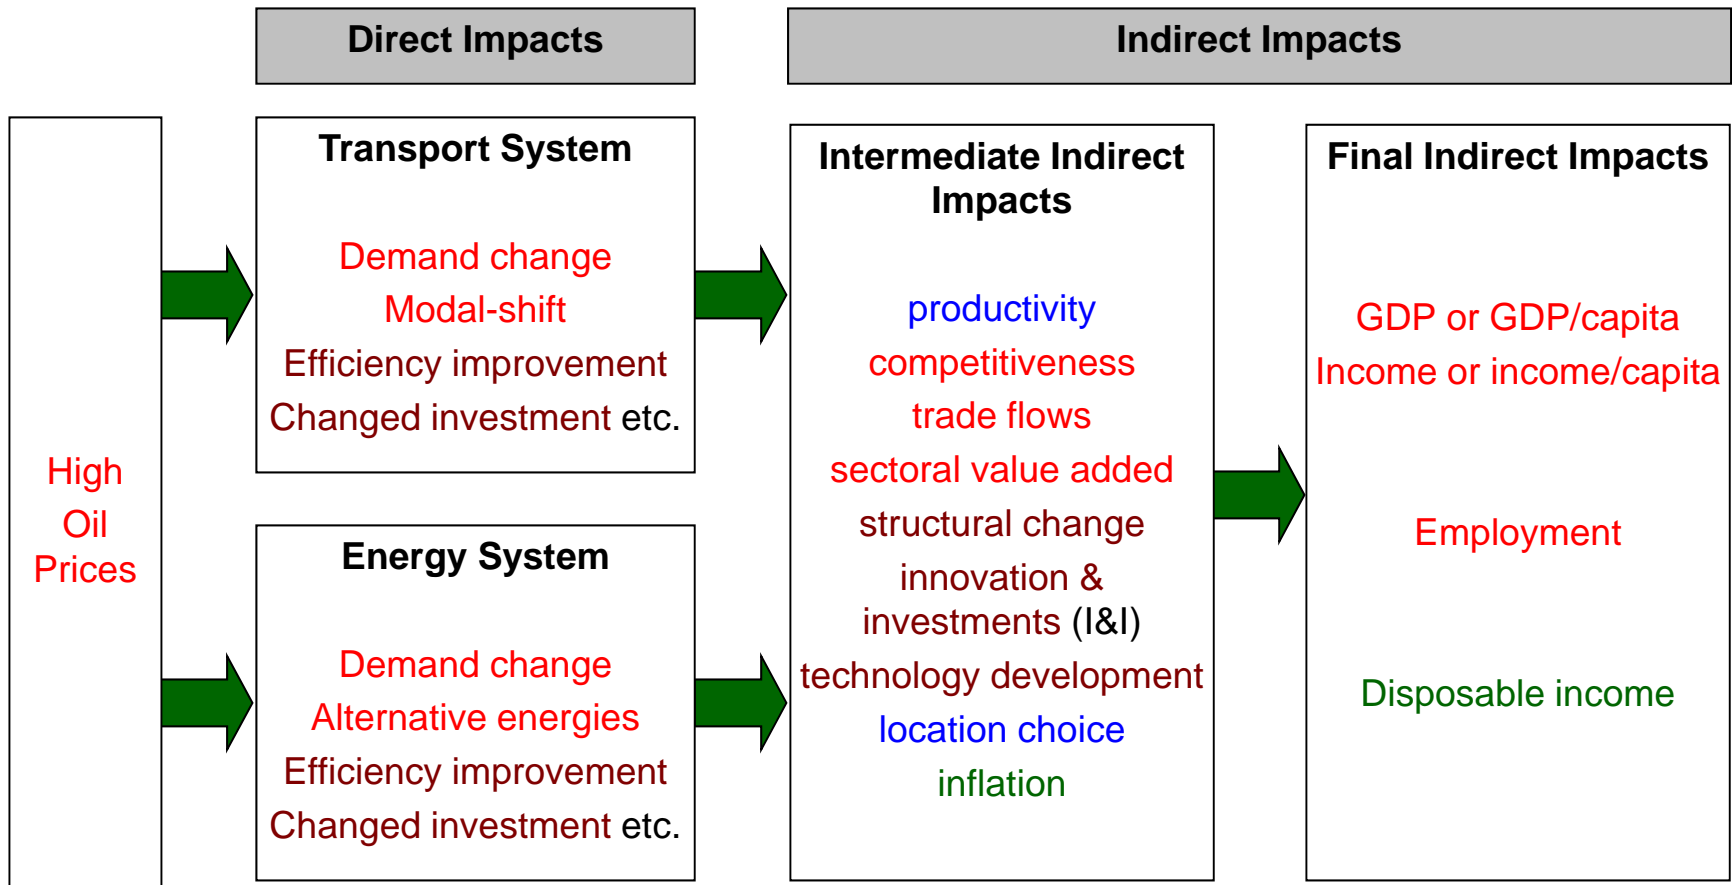 Direct Impacts
Indirect Impacts
High
Oil
Prices
Transport System
Demand change
Modal-shift
Efficiency improvement
Changed investment etc.
Energy System
Demand change
Alternative energies
Efficiency improvement
Changed investment etc.
Intermediate Indirect
Impacts
productivity
competitiveness
trade flows
sectoral value added
structural change
innovation &
investments (I&I)
technology development
location choice
inflation
Final Indirect Impacts
GDP or GDP/capita
Income or income/capita
Employment
Disposable income